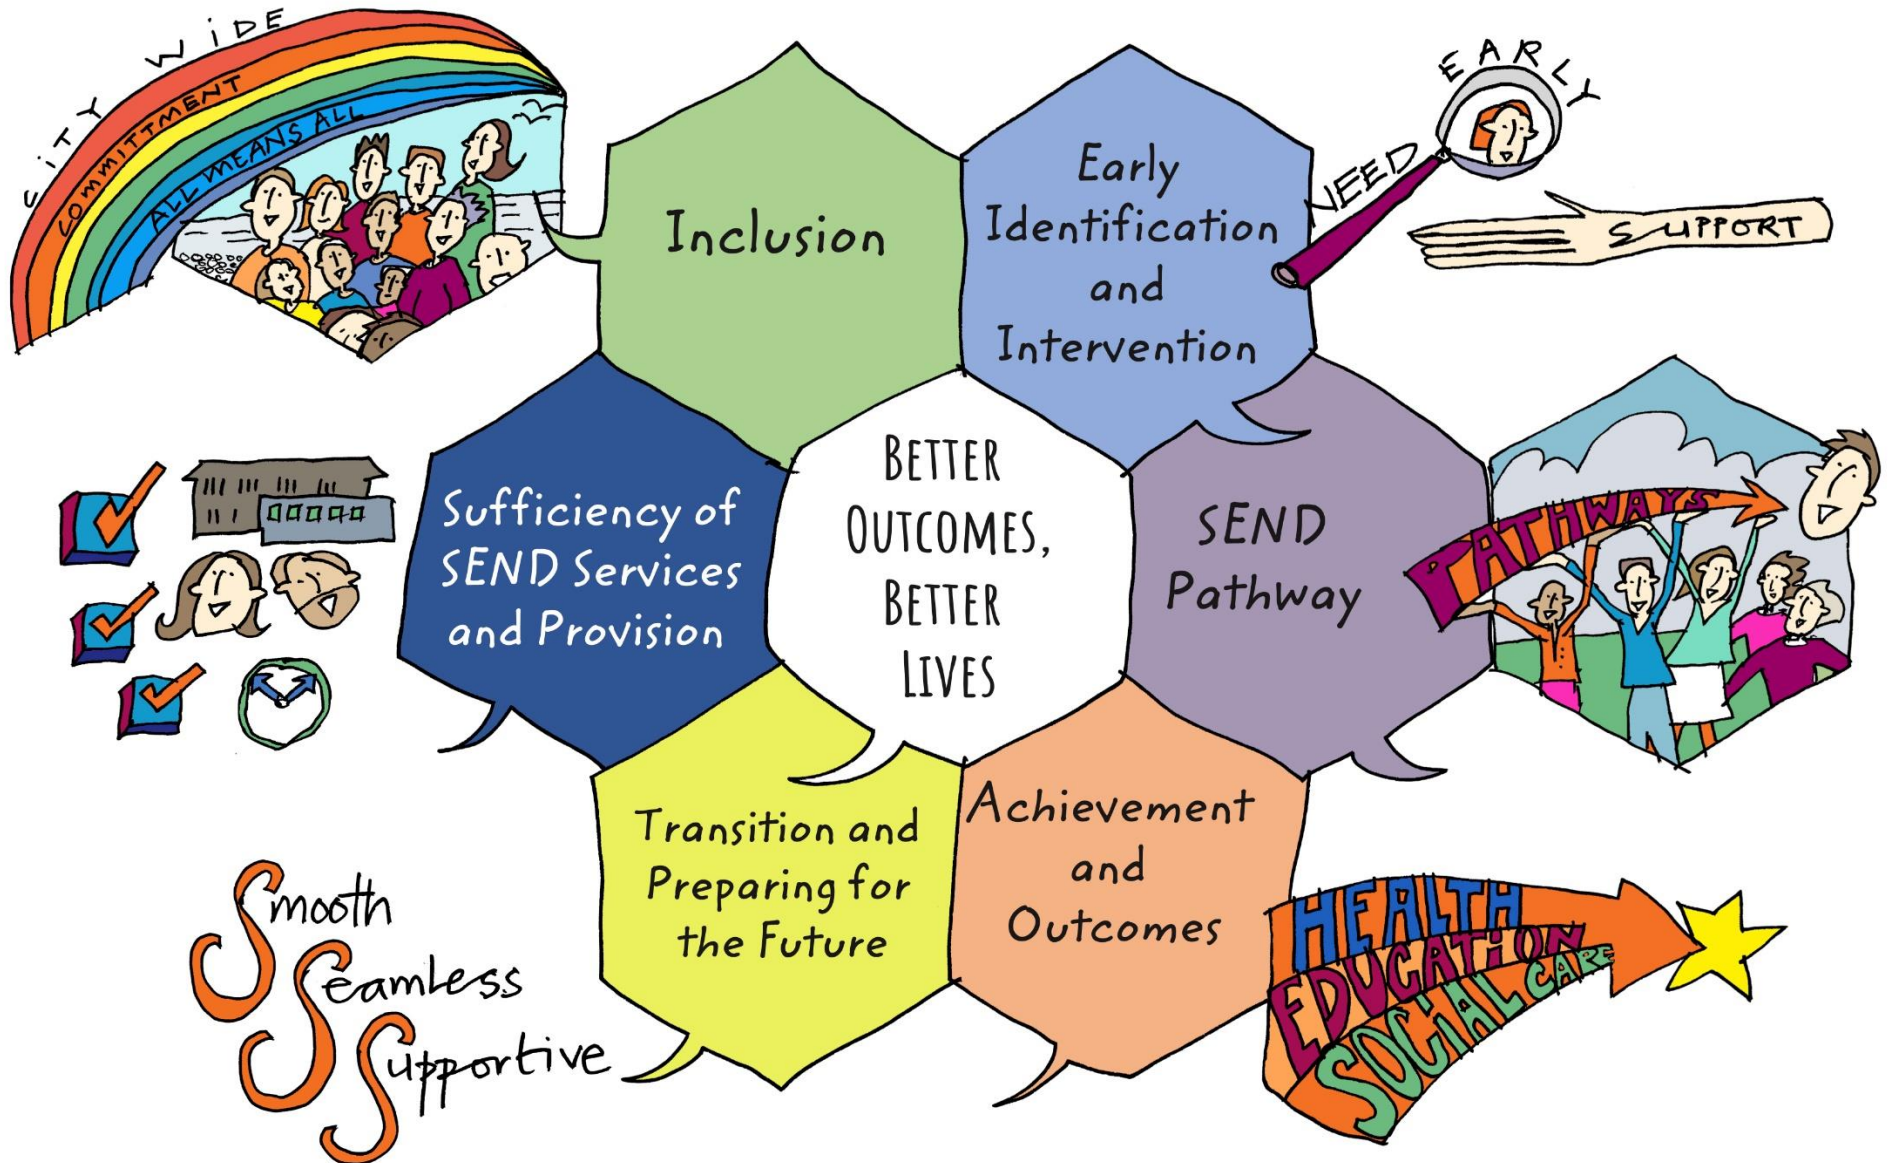 CITY WIDE
COMMITTMENT
ALL MEANS ALL
Inclusion
Early
Identification
and
Intervention
EARLY
NEED
SUPPORT
Sufficiency of
SEND Services
and Provision
BETTER
OUTCOMES,
BETTER
LIVES
SEND
Pathway
PATHWAYS
Transition and
Preparing for
the Future
Achievement
and
Outcomes
Smooth
Seamless
Supportive
HEALTH
EDUCATION
SOCIAL CARE